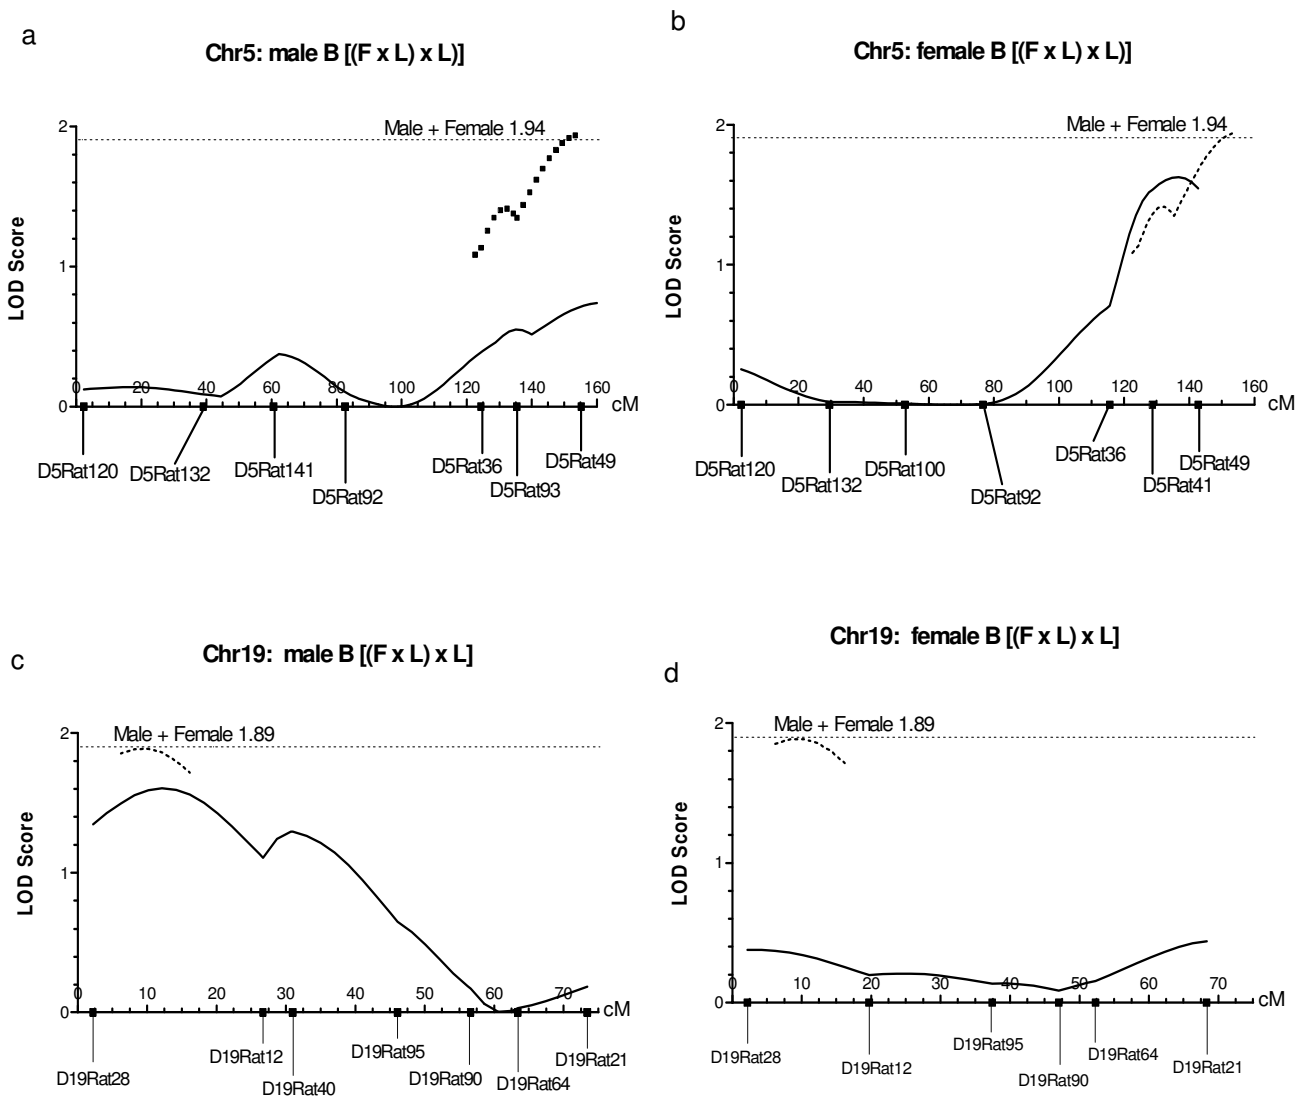 a
Chr5: male B [(F x L) x L)]
2
Male + Female 1.94
1
LOD Score
0
0 20 40 60 80 100 120 140 160
cM
D5Rat120 D5Rat132 D5Rat141 D5Rat92 D5Rat36 D5Rat93 D5Rat49
b
Chr5: female B [(F x L) x L)]
2
Male + Female 1.94
1
LOD Score
0
0 20 40 60 80 100 120 140 160
cM
D5Rat120 D5Rat132 D5Rat100 D5Rat92 D5Rat36 D5Rat41 D5Rat49
c
Chr19: male B [(F x L) x L]
2
Male + Female 1.89
1
LOD Score
0
0 10 20 30 40 50 60 70
cM
D19Rat28 D19Rat12 D19Rat40 D19Rat95 D19Rat90 D19Rat64 D19Rat21
d
Chr19: female B [(F x L) x L]
2
Male + Female 1.89
1
LOD Score
0
0 10 20 30 40 50 60 70
cM
D19Rat28 D19Rat12 D19Rat95 D19Rat90 D19Rat64 D19Rat21